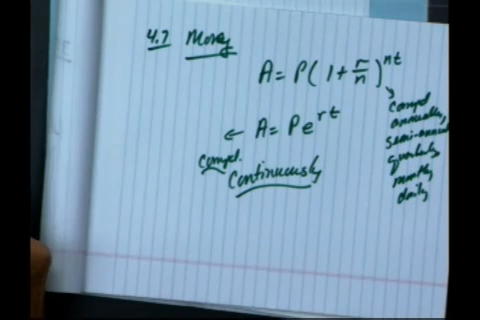 4.7 Money
A = P(1 + r/n)^nt
compd
annually,
semi-annual
quarterly
monthly
daily
← A = Pe^rt
compd.
Continuously